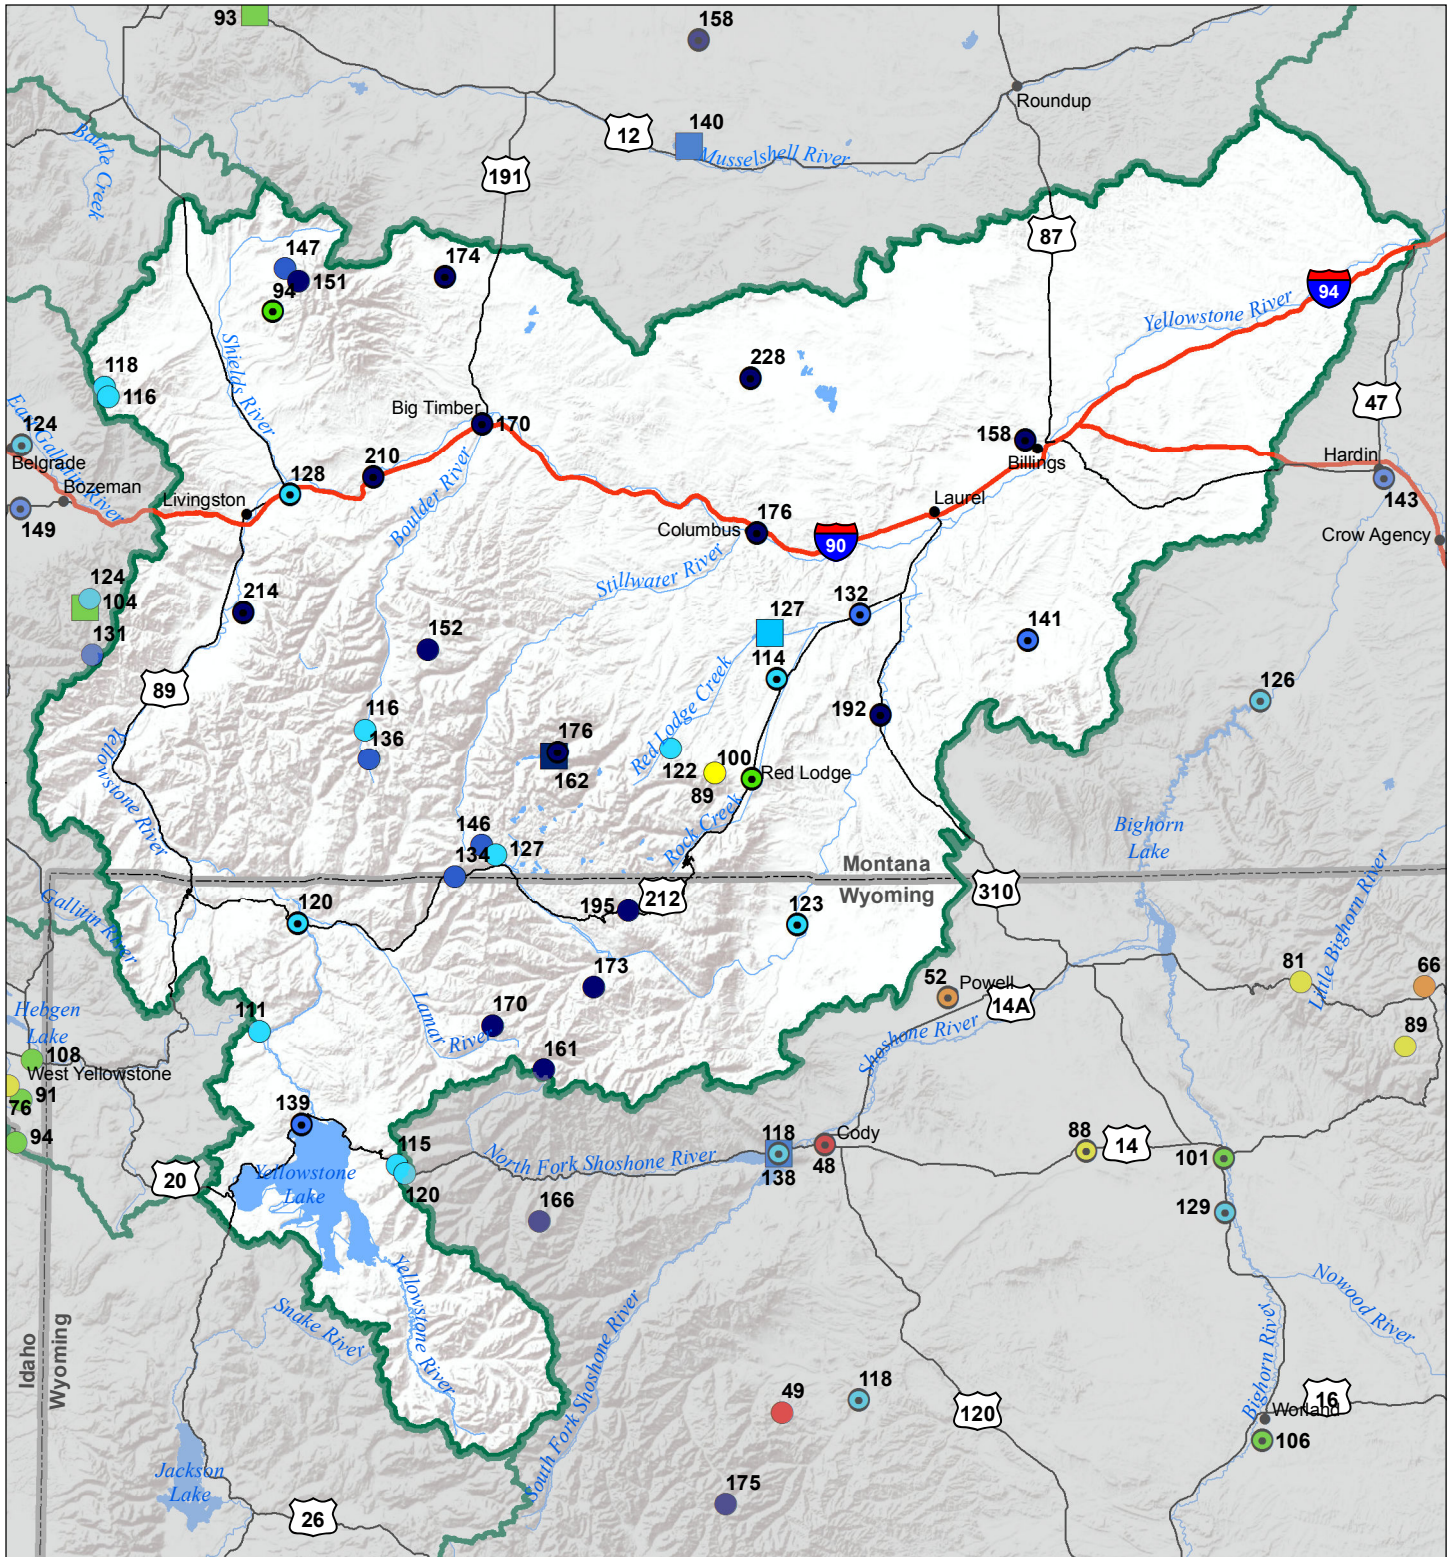 93
158
Roundup
12
140
Musselshell River
Battle Creek
191
87
147
151
94
174
94
Yellowstone River
Shields River
118
116
228
47
East Gallitin River
124
Belgrade
Bozeman
149
Big Timber
170
210
128
Livingston
Boulder River
158
Billings
Hardin
143
Laurel
Columbus
176
90
Crow Agency
Stillwater River
124
104
131
214
152
132
127
114
141
89
Red Lodge Creek
192
126
116
136
176
162
122
100
89
Red Lodge
Yellowstone River
Rock Creek
146
134
127
Bighorn
Lake
Montana
Wyoming
310
Little Bighorn River
Gallitin River
120
195
212
123
173
52
Powell
14A
81
66
Hebgen
Lake
111
Lamar River
170
161
Shoshone River
89
108
West Yellowstone
91
76
94
139
115
120
North Fork Shoshone River
118
138
Cody
48
88
14
101
129
20
Yellowstone
Lake
166
Yellowstone River
Snake River
Idaho
Wyoming
South Fork Shoshone River
Nowood River
Bighorn River
49
118
120
16
Worland
106
Jackson
Lake
26
175